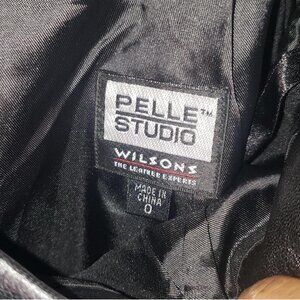 PELLE™
STUDIO
WILSONS
THE LEATHER EXPERTS
MADE IN
CHINA
0